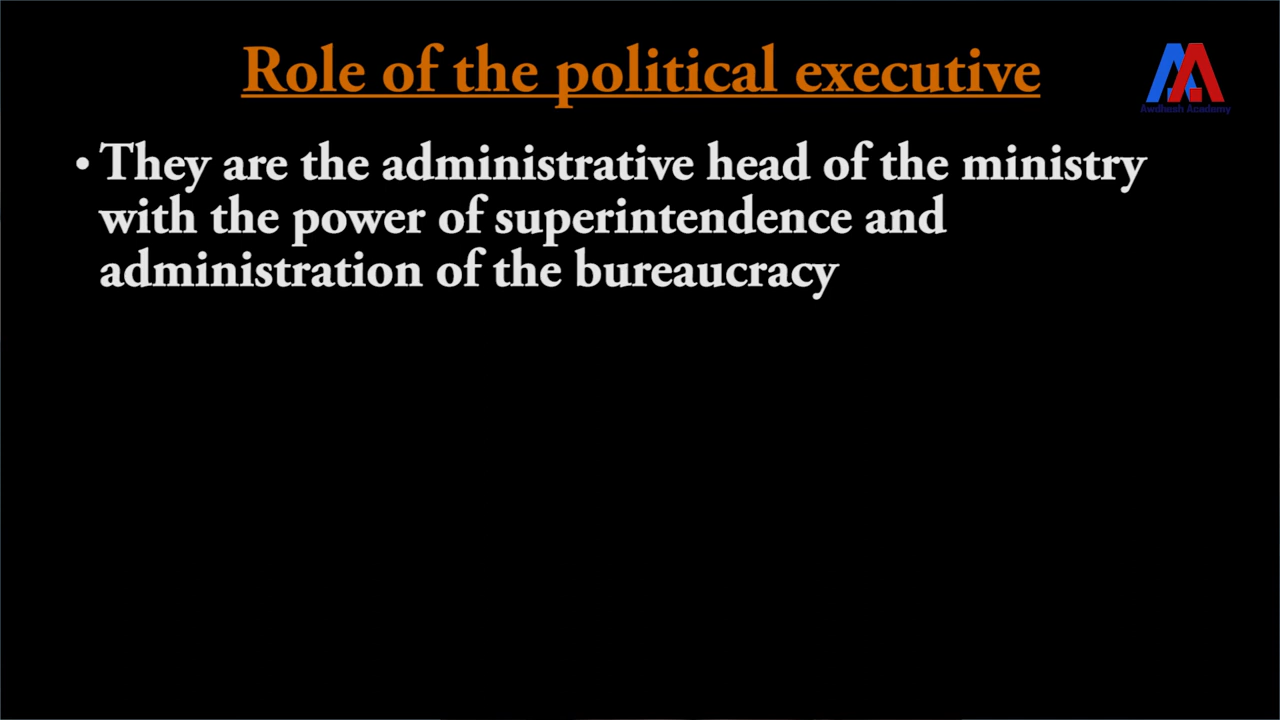 Role of the political executive
Awdhesh Academy
• They are the administrative head of the ministry
with the power of superintendence and
administration of the bureaucracy